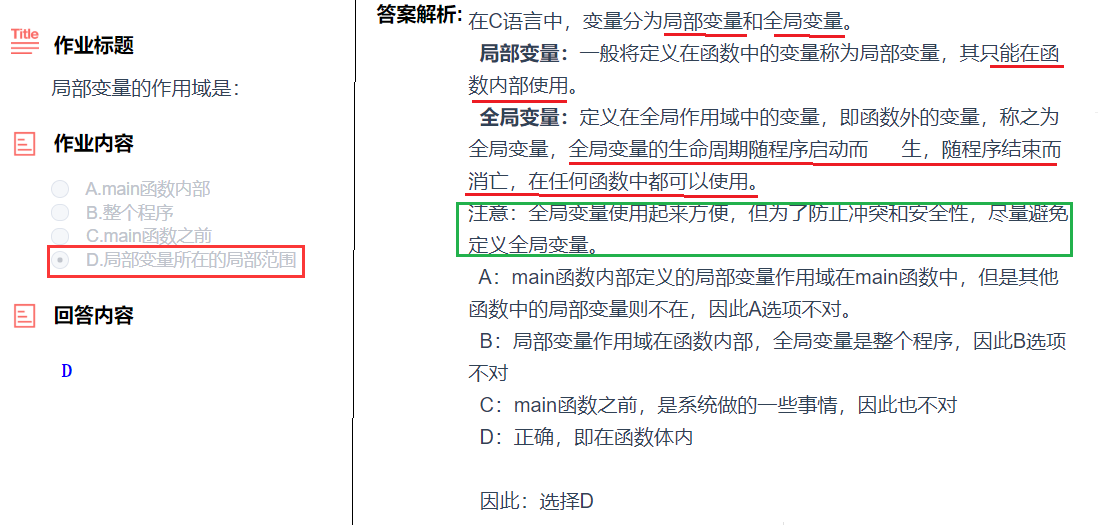 Title
作业标题
局部变量的作用域是：
作业内容
A.main函数内部
B.整个程序
C.main函数之前
D.局部变量所在的局部范围
回答内容
D
答案解析:
在C语言中，变量分为局部变量和全局变量。
局部变量：一般将定义在函数中的变量称为局部变量，其只能在函
数内部使用。
全局变量：定义在全局作用域中的变量，即函数外的变量，称之为
全局变量，全局变量的生命周期随程序启动而 生，随程序结束而
消亡，在任何函数中都可以使用。
注意：全局变量使用起来方便，但为了防止冲突和安全性，尽量避免
定义全局变量。
A：main函数内部定义的局部变量作用域在main函数中，但是其他
函数中的局部变量则不在，因此A选项不对。
B：局部变量作用域在函数内部，全局变量是整个程序，因此B选项
不对
C：main函数之前，是系统做的一些事情，因此也不对
D：正确，即在函数体内
因此：选择D